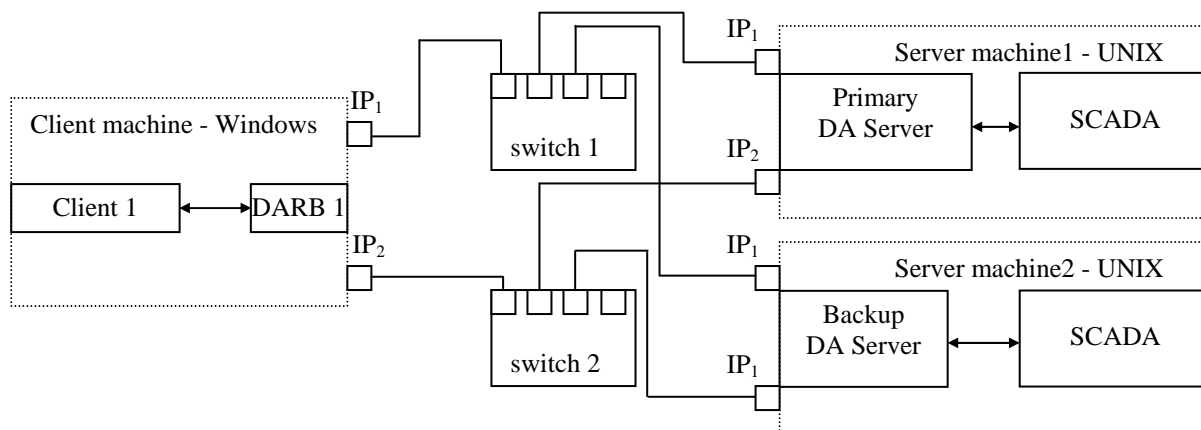 Client machine - Windows
IP₁
Client 1
DARB 1
IP₂
switch 1
switch 2
IP₁
Server machine1 - UNIX
Primary
DA Server
SCADA
IP₂
IP₁
Server machine2 - UNIX
Backup
DA Server
SCADA
IP₁